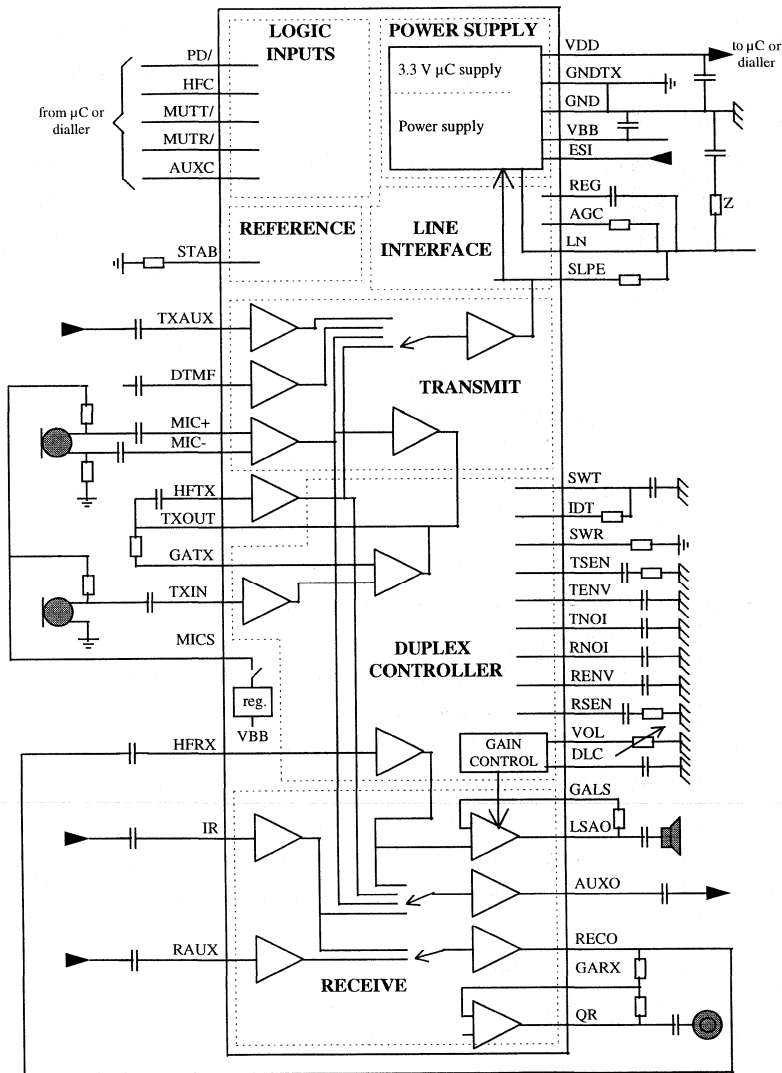 LOGIC
INPUTS
POWER SUPPLY
3.3 V µC supply
Power supply
PD/
HFC
MUTT/
MUTR/
AUXC
from µC or
dialler
VDD
to µC or
dialler
GNDTX
GND
VBB
ESI
REG
AGC
LN
SLPE
Z
REFERENCE
LINE
INTERFACE
STAB
TXAUX
DTMF
MIC+
MIC-
TRANSMIT
HFTX
TXOUT
GATX
TXIN
MICS
reg.
VBB
DUPLEX
CONTROLLER
SWT
IDT
SWR
TSEN
TENV
TNOI
RNOI
RENV
RSEN
VOL
DLC
GAIN
CONTROL
HFRX
IR
RAUX
GALS
LSAO
AUXO
RECO
GARX
QR
RECEIVE